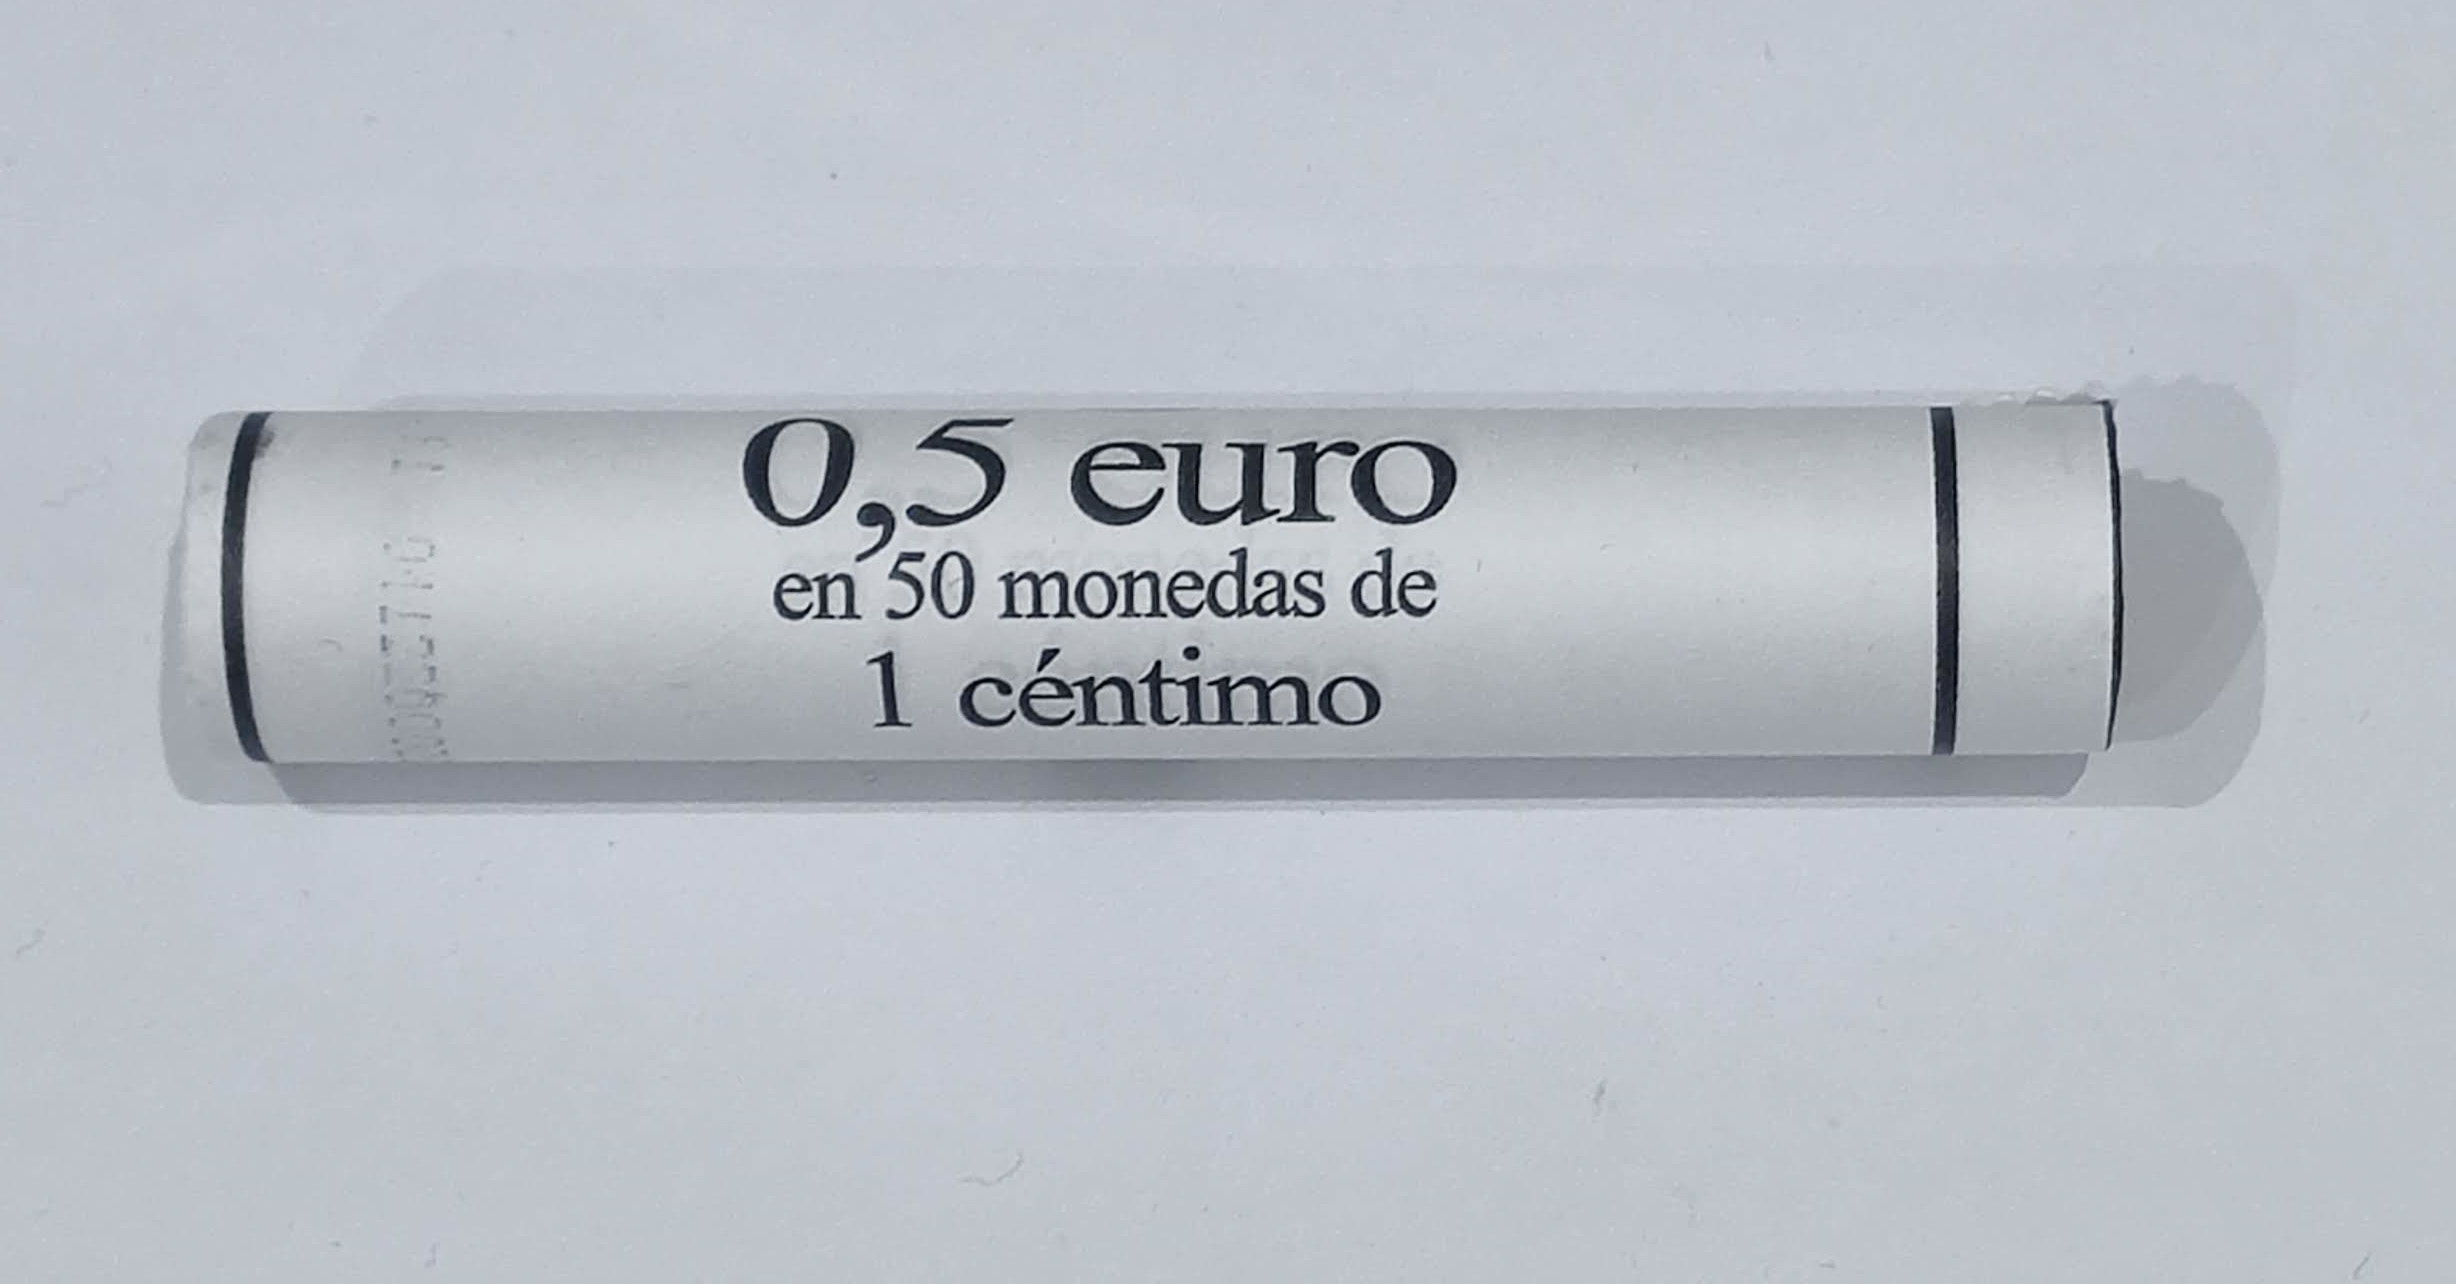 0,5 euro
en 50 monedas de
1 céntimo